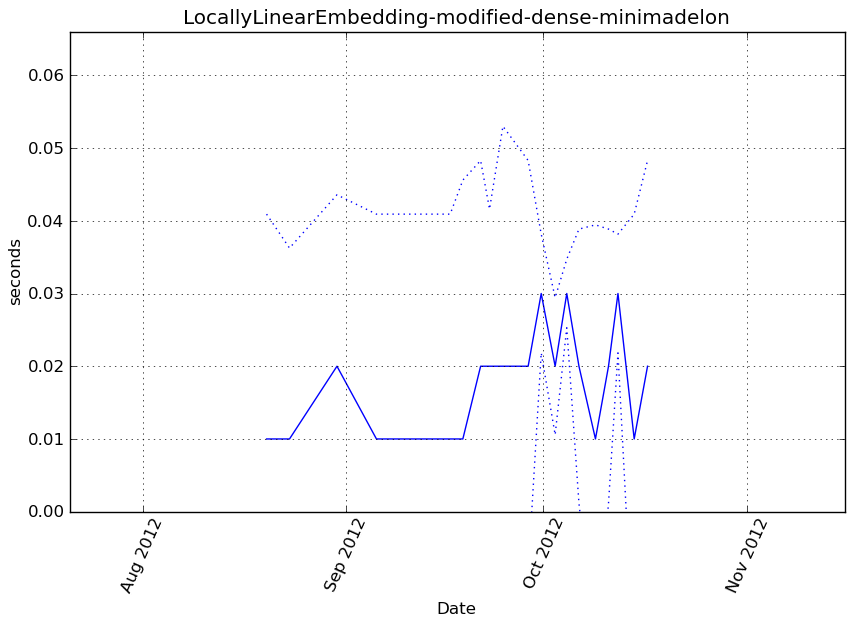 LocallyLinearEmbedding-modified-dense-minimadelon
0.06
0.05
0.04
0.03
0.02
0.01
0.00
seconds
Aug 2012
Sep 2012
Oct 2012
Nov 2012
Date